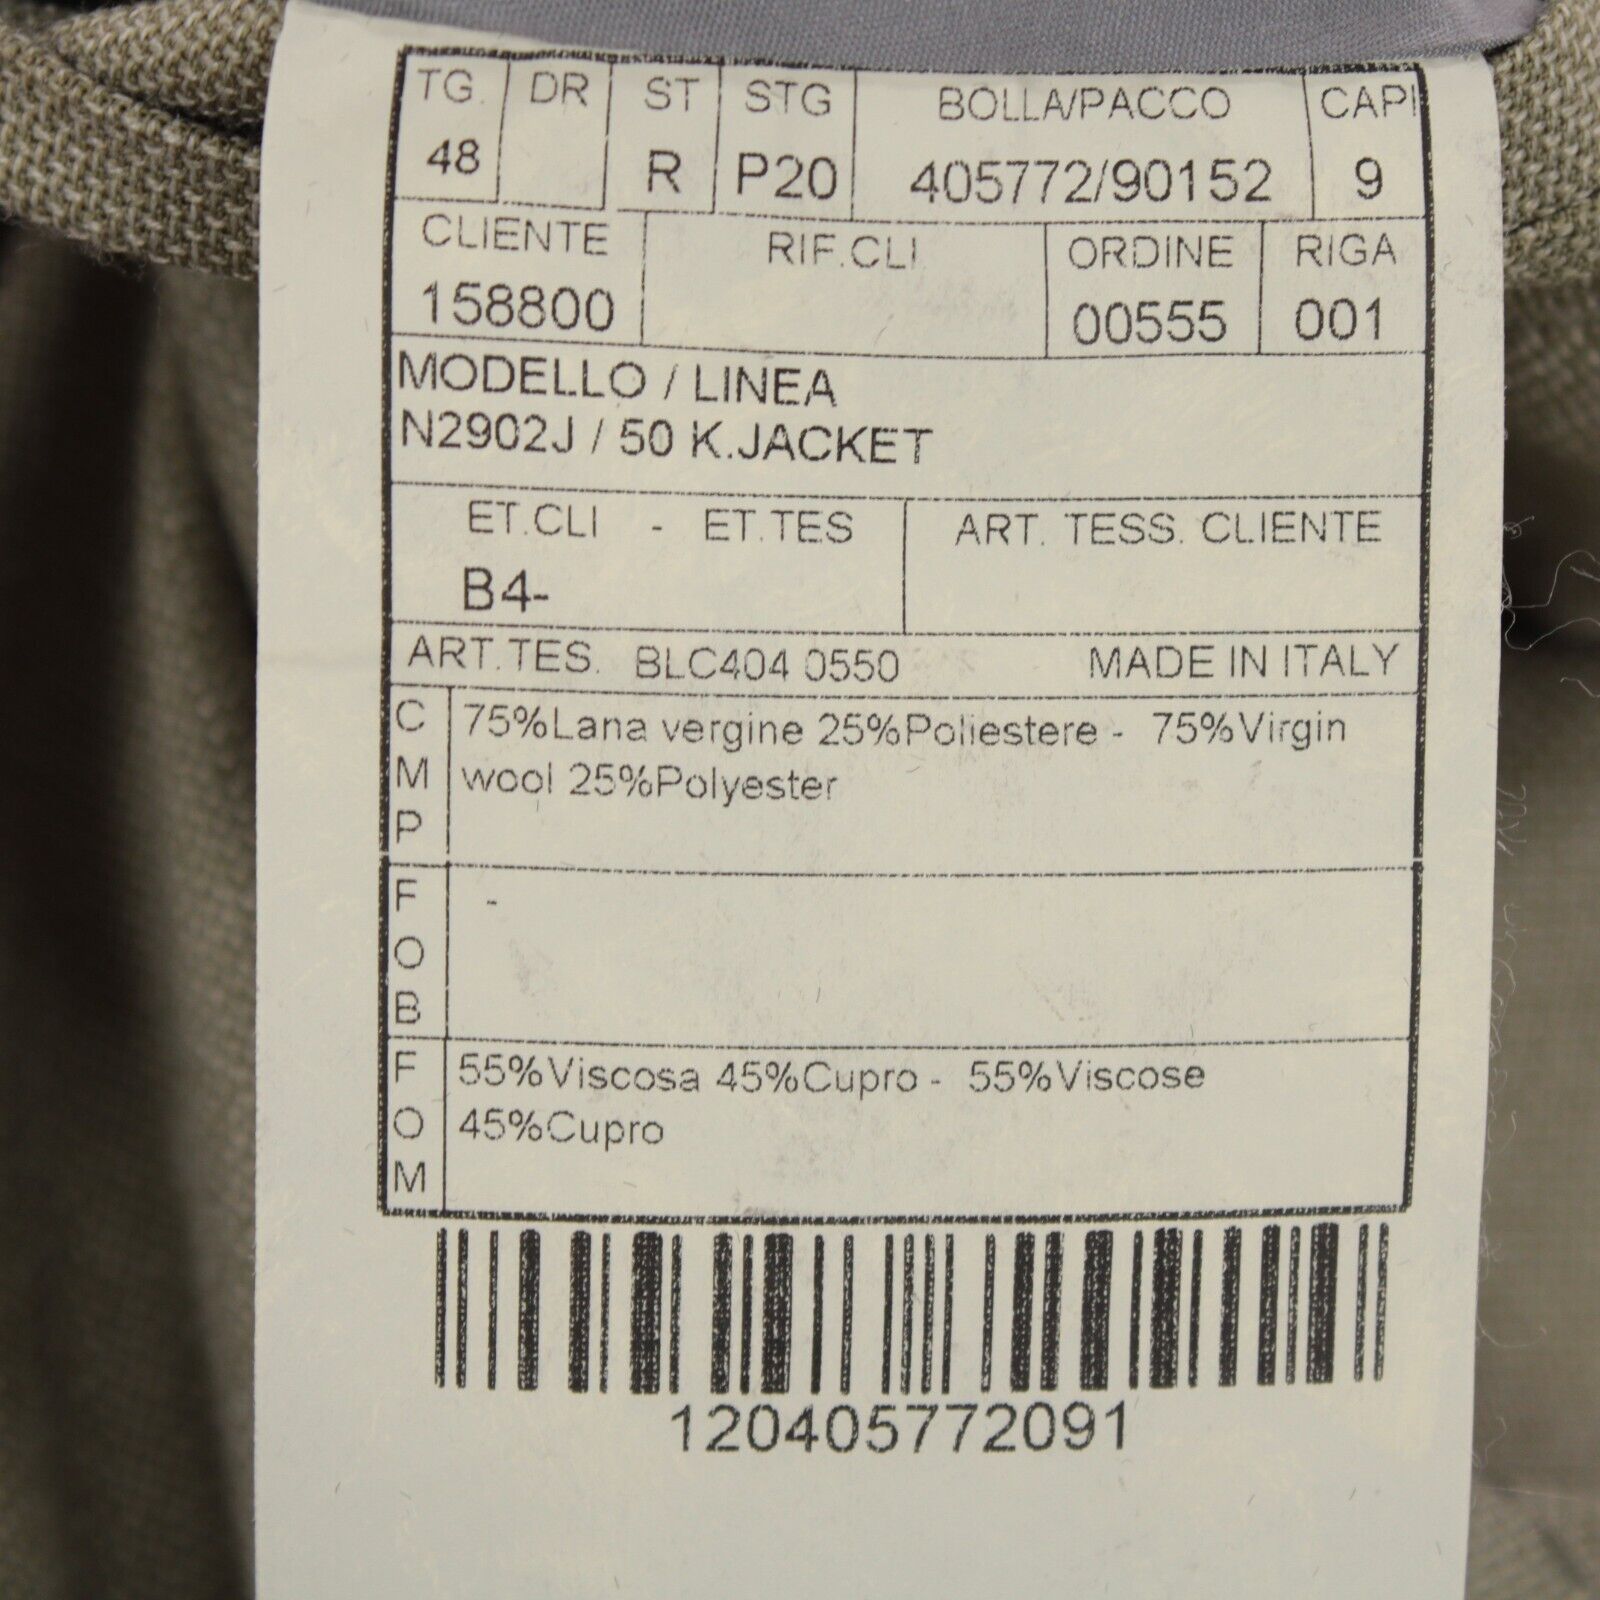 TG. DR ST STG BOLLA/PACCO CAPI
48 R P20 405772/90152 9
CLIENTE RIF.CLI. ORDINE RIGA
158800 00555 001
MODELLO / LINEA
N2902J / 50 K.JACKET
ET.CLI - ET.TES ART. TESS. CLIENTE
B4-
ART.TES. BLC404 0550 MADE IN ITALY
CMP
75%Lana vergine 25%Poliestere - 75%Virgin
wool 25%Polyester
FOB
-
FOM
55%Viscosa 45%Cupro - 55%Viscose
45%Cupro
120405772091